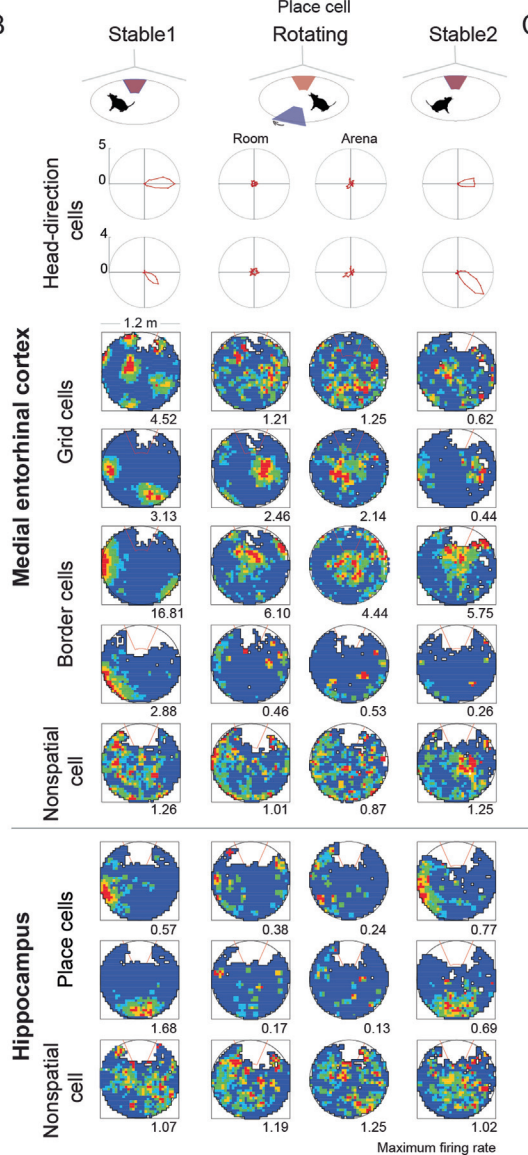 Place cell
B
C
Stable1 Rotating Stable2
Room Arena
5
0
4
0
Head-direction
cells
1.2 m
Medial entorhinal cortex
Grid cells
4.52 1.21 1.25 0.62
3.13 2.46 2.14 0.44
Border cells
16.81 6.10 4.44 5.75
2.88 0.46 0.53 0.26
Nonspatial
cell
1.26 1.01 0.87 1.25
Hippocampus
Place cells
0.57 0.38 0.24 0.77
1.68 0.17 0.13 0.69
Nonspatial
cell
1.07 1.19 1.25 1.02
Maximum firing rate